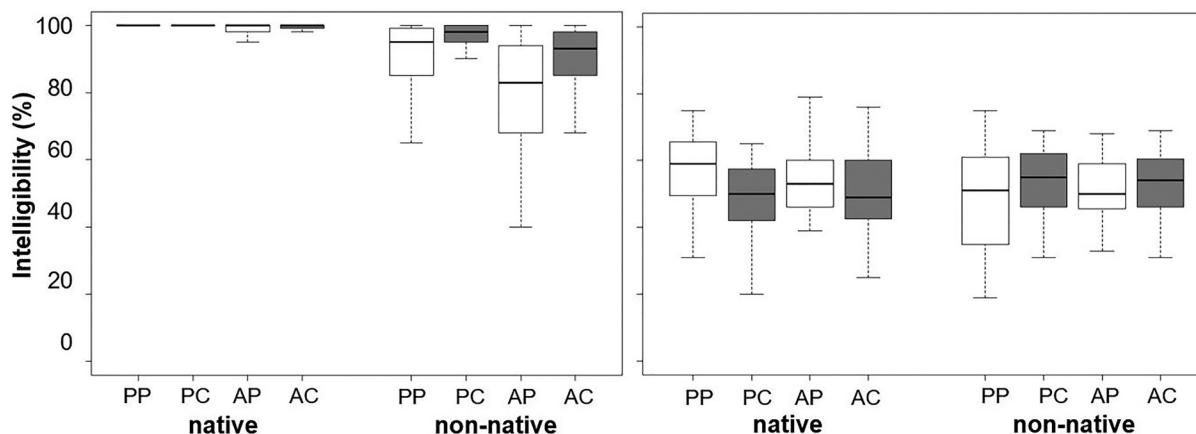 Intelligibility (%)
100
80
60
40
20
0
PP PC AP AC PP PC AP AC PP PC AP AC PP PC AP AC
native non-native native non-native